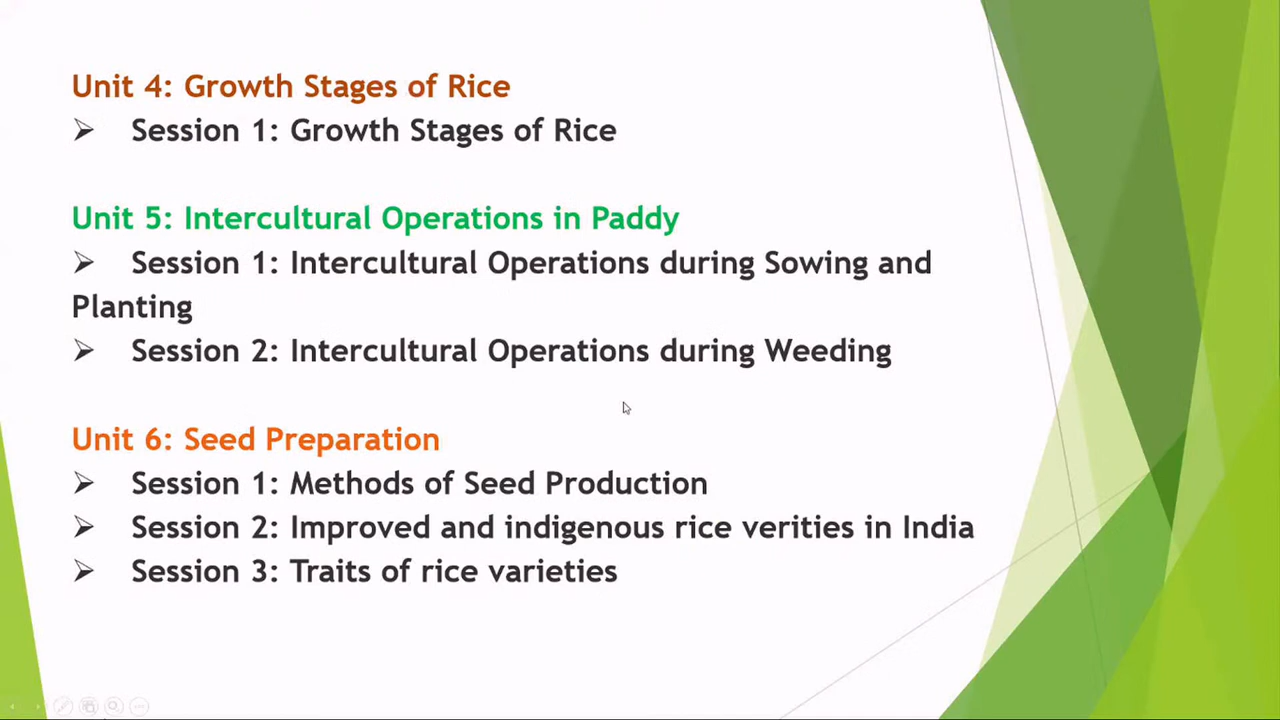 Unit 4: Growth Stages of Rice
➢ Session 1: Growth Stages of Rice
Unit 5: Intercultural Operations in Paddy
➢ Session 1: Intercultural Operations during Sowing and
Planting
➢ Session 2: Intercultural Operations during Weeding
Unit 6: Seed Preparation
➢ Session 1: Methods of Seed Production
➢ Session 2: Improved and indigenous rice verities in India
➢ Session 3: Traits of rice varieties